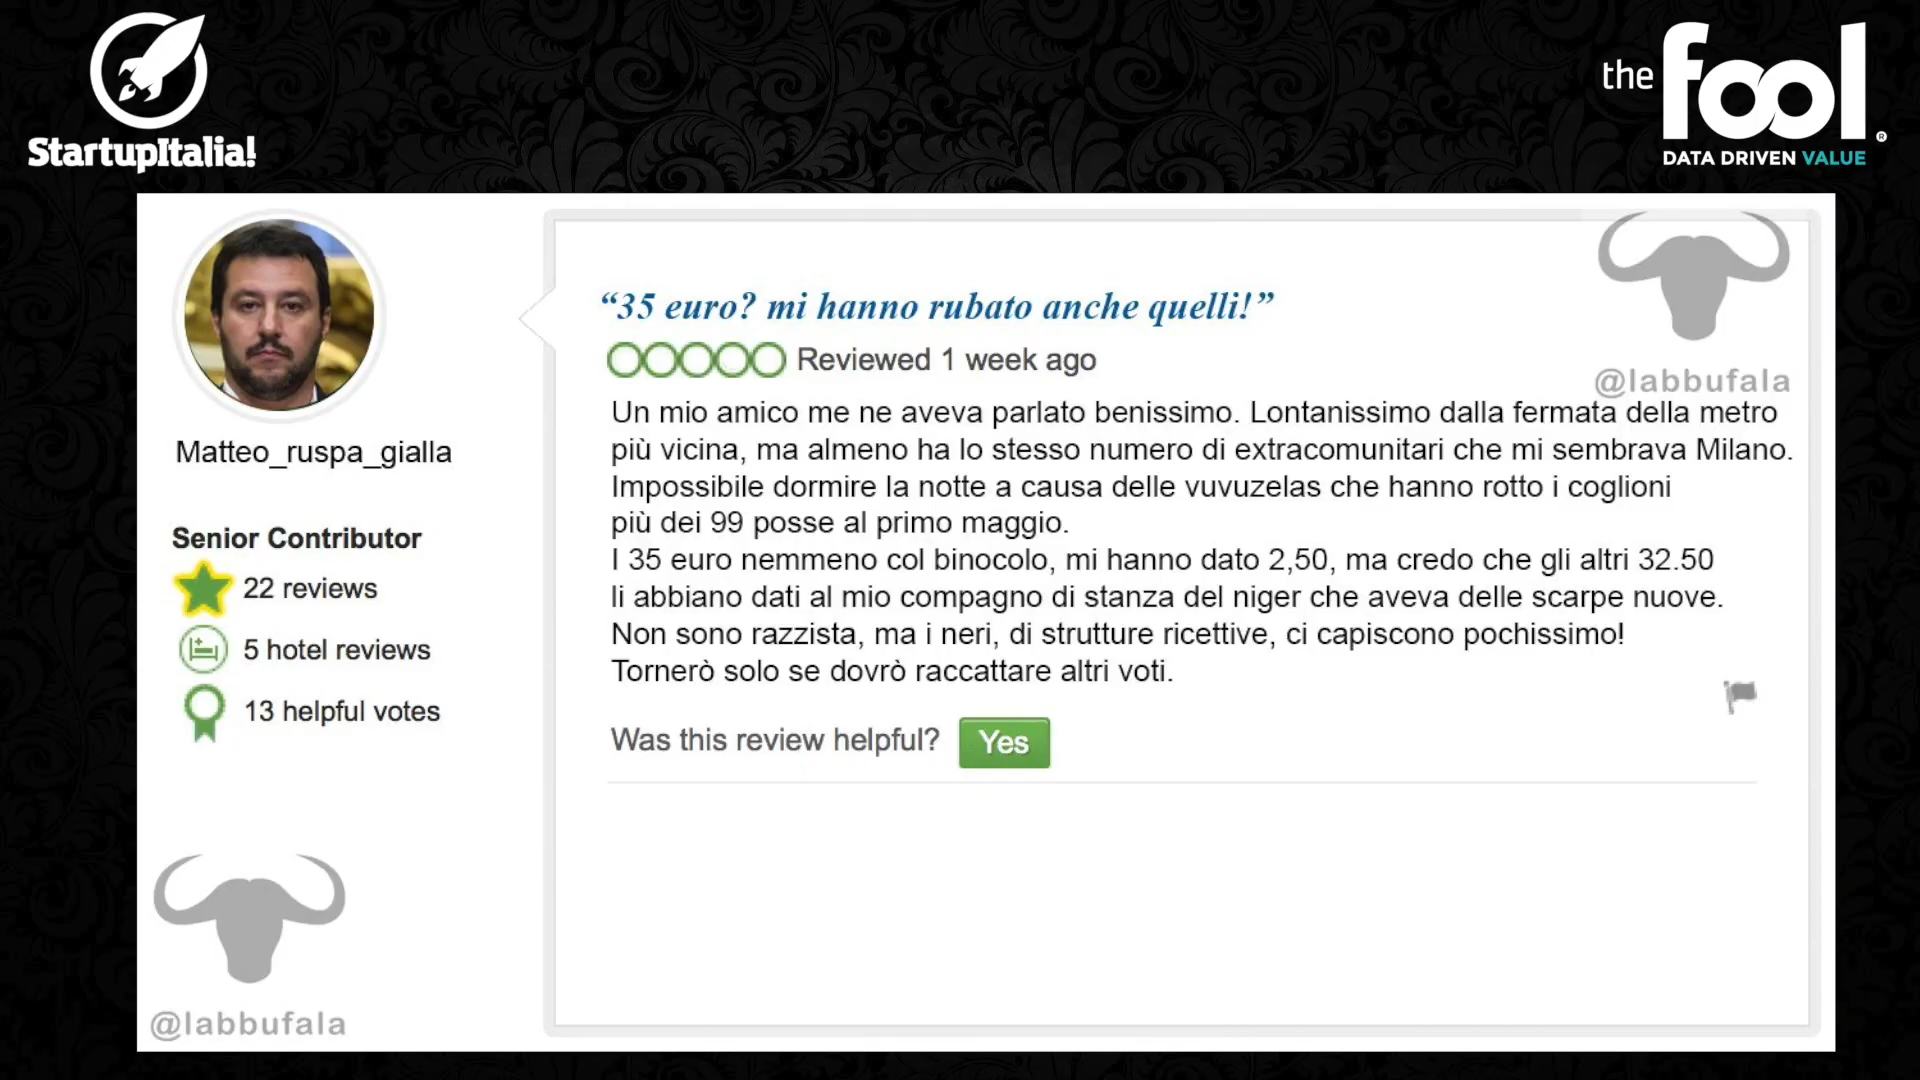 StartupItalia!
the fool®
DATA DRIVEN VALUE
Matteo_ruspa_gialla
Senior Contributor
22 reviews
5 hotel reviews
13 helpful votes
@labbufala
“35 euro? mi hanno rubato anche quelli!”
Reviewed 1 week ago
@labbufala
Un mio amico me ne aveva parlato benissimo. Lontanissimo dalla fermata della metro
più vicina, ma almeno ha lo stesso numero di extracomunitari che mi sembrava Milano.
Impossibile dormire la notte a causa delle vuvuzelas che hanno rotto i coglioni
più dei 99 posse al primo maggio.
I 35 euro nemmeno col binocolo, mi hanno dato 2,50, ma credo che gli altri 32.50
li abbiano dati al mio compagno di stanza del niger che aveva delle scarpe nuove.
Non sono razzista, ma i neri, di strutture ricettive, ci capiscono pochissimo!
Tornerò solo se dovrò raccattare altri voti.
Was this review helpful? Yes